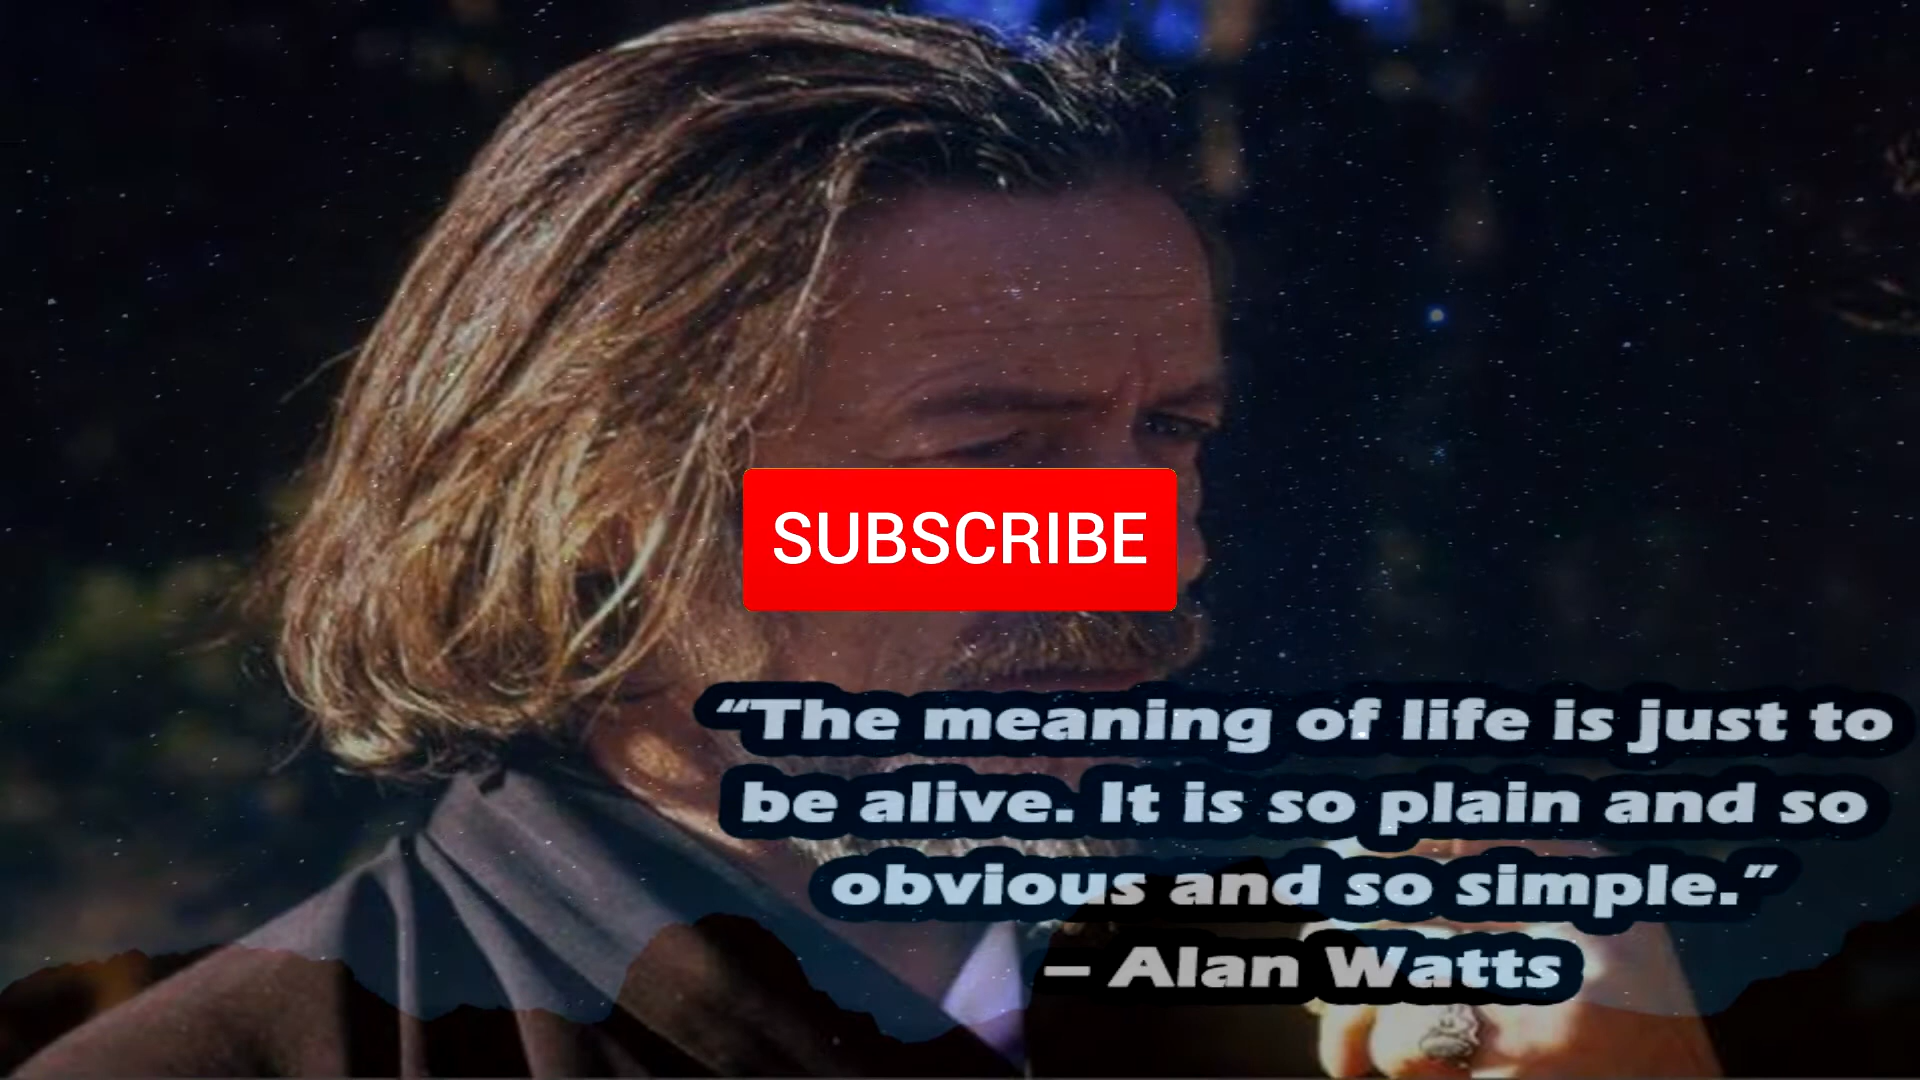 SUBSCRIBE
“The meaning of life is just to
be alive. It is so plain and so
obvious and so simple.”
– Alan Watts